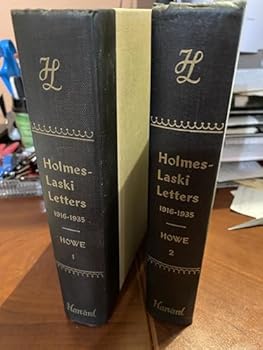 HL
Holmes-
Laski
Letters
1916-1935
HOWE
1
Harvard
HL
Holmes-
Laski
Letters
1916-1935
HOWE
2
Harvard